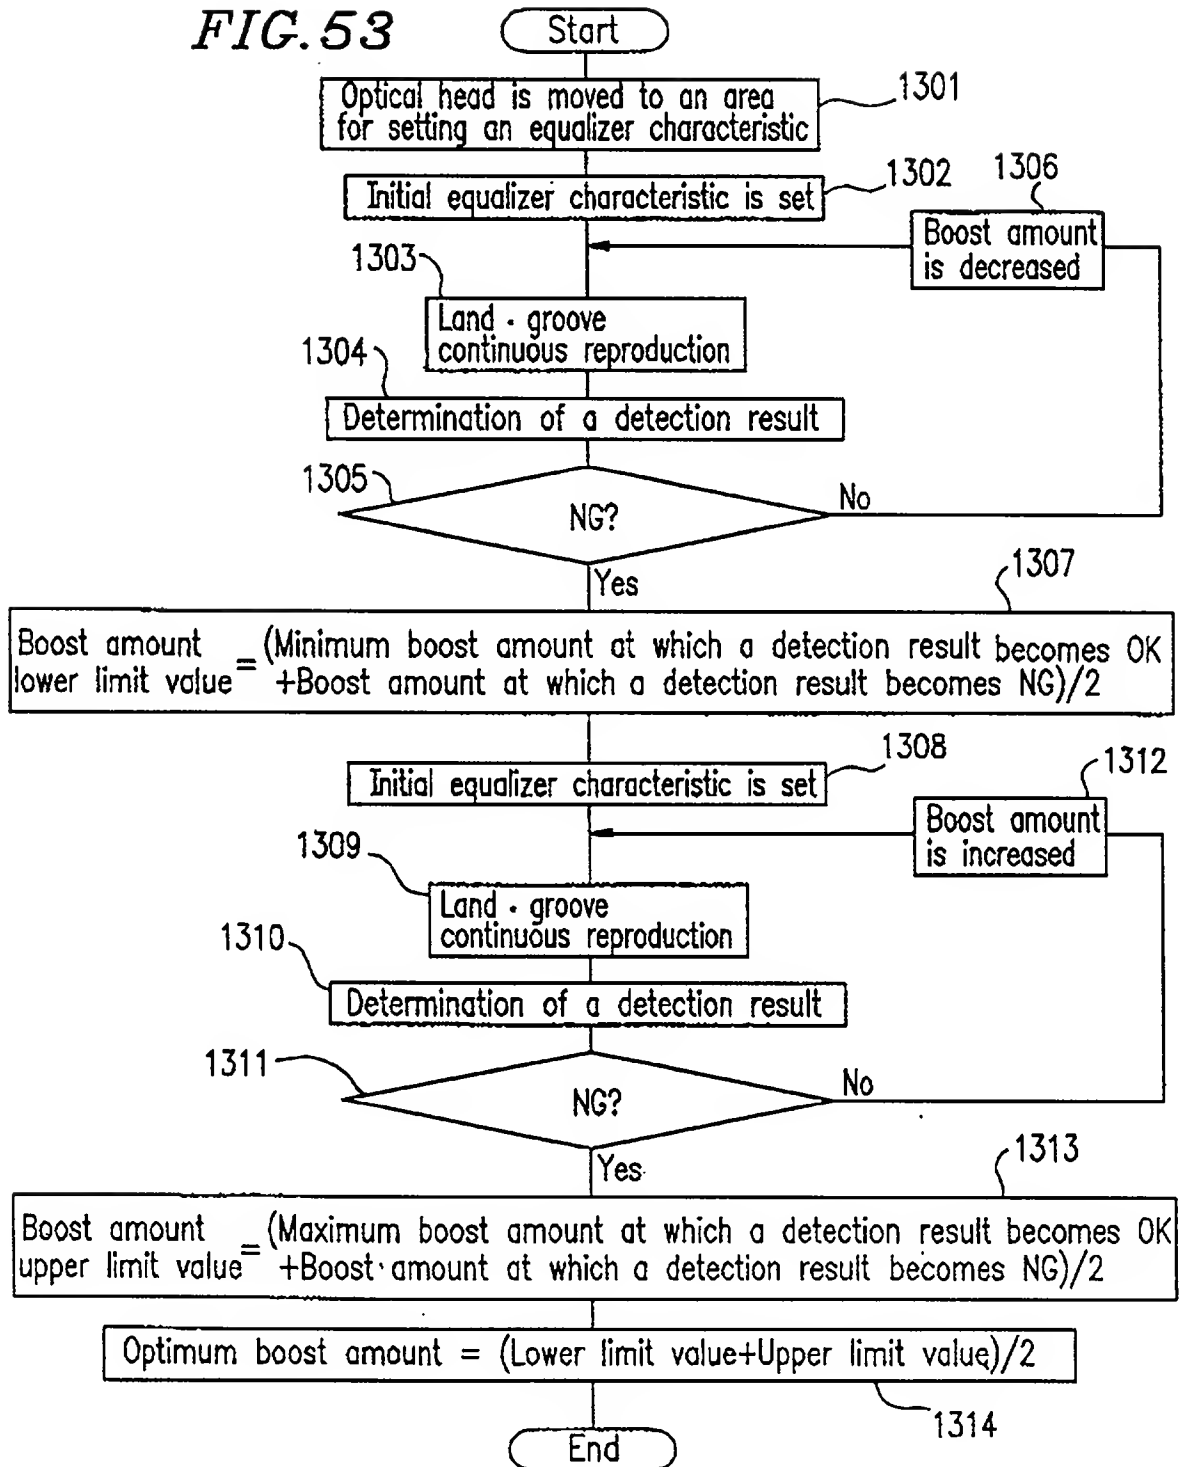 FIG. 53
Start
Optical head is moved to an area
for setting an equalizer characteristic
1301
Initial equalizer characteristic is set
1302
1306
Boost amount
is decreased
1303
Land · groove
continuous reproduction
1304
Determination of a detection result
1305
NG?
No
Yes
1307
Boost amount
lower limit value
=
(Minimum boost amount at which a detection result becomes OK
+Boost amount at which a detection result becomes NG)/2
1308
Initial equalizer characteristic is set
1312
Boost amount
is increased
1309
Land · groove
continuous reproduction
1310
Determination of a detection result
1311
NG?
No
Yes
1313
Boost amount
upper limit value
=
(Maximum boost amount at which a detection result becomes OK
+Boost amount at which a detection result becomes NG)/2
Optimum boost amount = (Lower limit value+Upper limit value)/2
1314
End